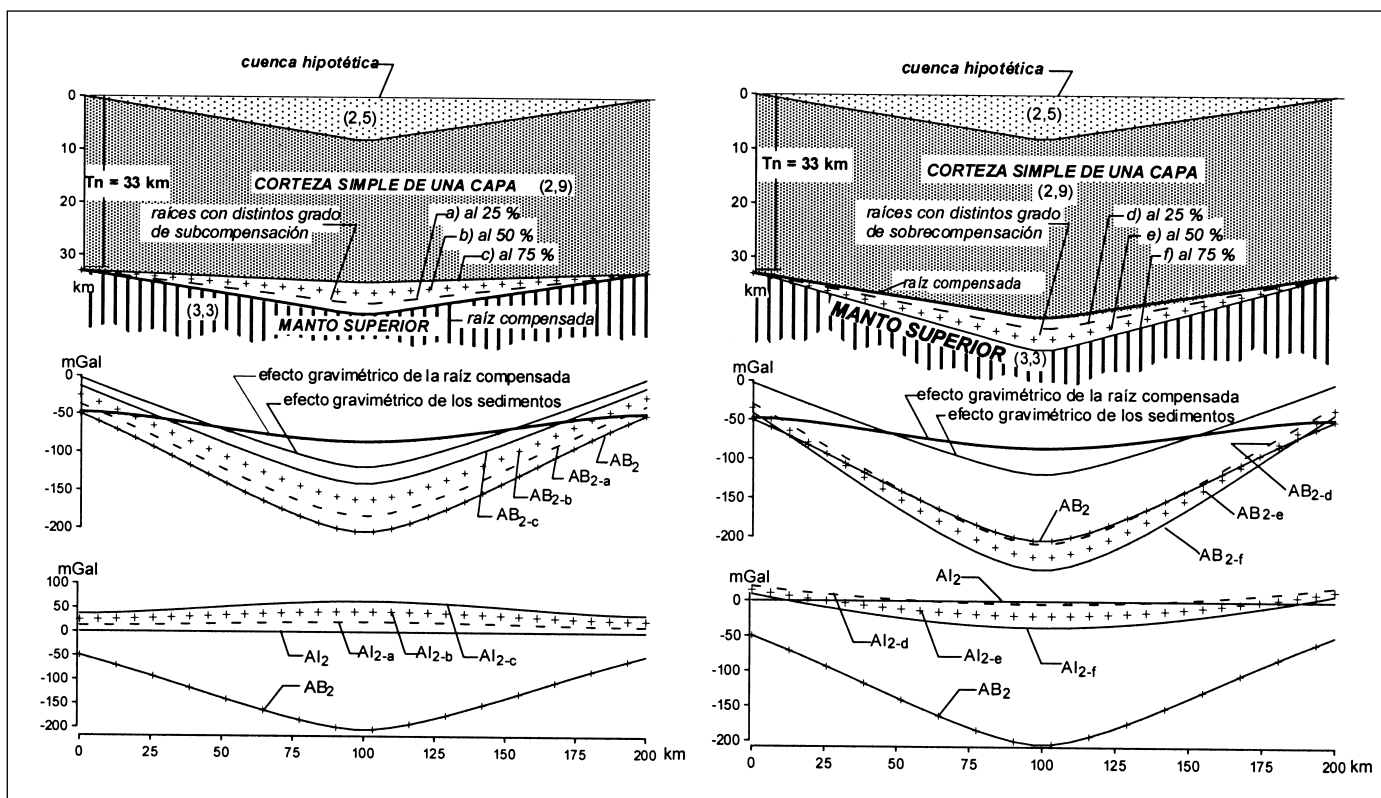 cuenca hipotética
0
10
20
30
km
(2,5)
Tn = 33 km
CORTEZA SIMPLE DE UNA CAPA (2,9)
raíces con distintos grado
de subcompensación
a) al 25 %
b) al 50 %
c) al 75 %
(3,3)
MANTO SUPERIOR
raíz compensada
mGal
0
-50
-100
-150
-200
efecto gravimétrico de la raíz compensada
efecto gravimétrico de los sedimentos
AB2
AB2-a
AB2-b
AB2-c
mGal
100
50
0
-50
-100
-150
-200
AI2
AI2-a
AI2-b
AI2-c
AB2
0 25 50 75 100 125 150 175 200 km
cuenca hipotética
0
10
20
30
km
(2,5)
Tn = 33 km
CORTEZA SIMPLE DE UNA CAPA
(2,9)
raíces con distintos grado
de sobrecompensación
d) al 25 %
e) al 50 %
f) al 75 %
raíz compensada
MANTO SUPERIOR
(3,3)
mGal
0
-50
-100
-150
-200
efecto gravimétrico de la raíz compensada
efecto gravimétrico de los sedimentos
AB2
AB2-d
AB2-e
AB2-f
mGal
50
0
-50
-100
-150
-200
AI2
AI2-d
AI2-e
AI2-f
AB2
0 25 50 75 100 125 150 175 200 km